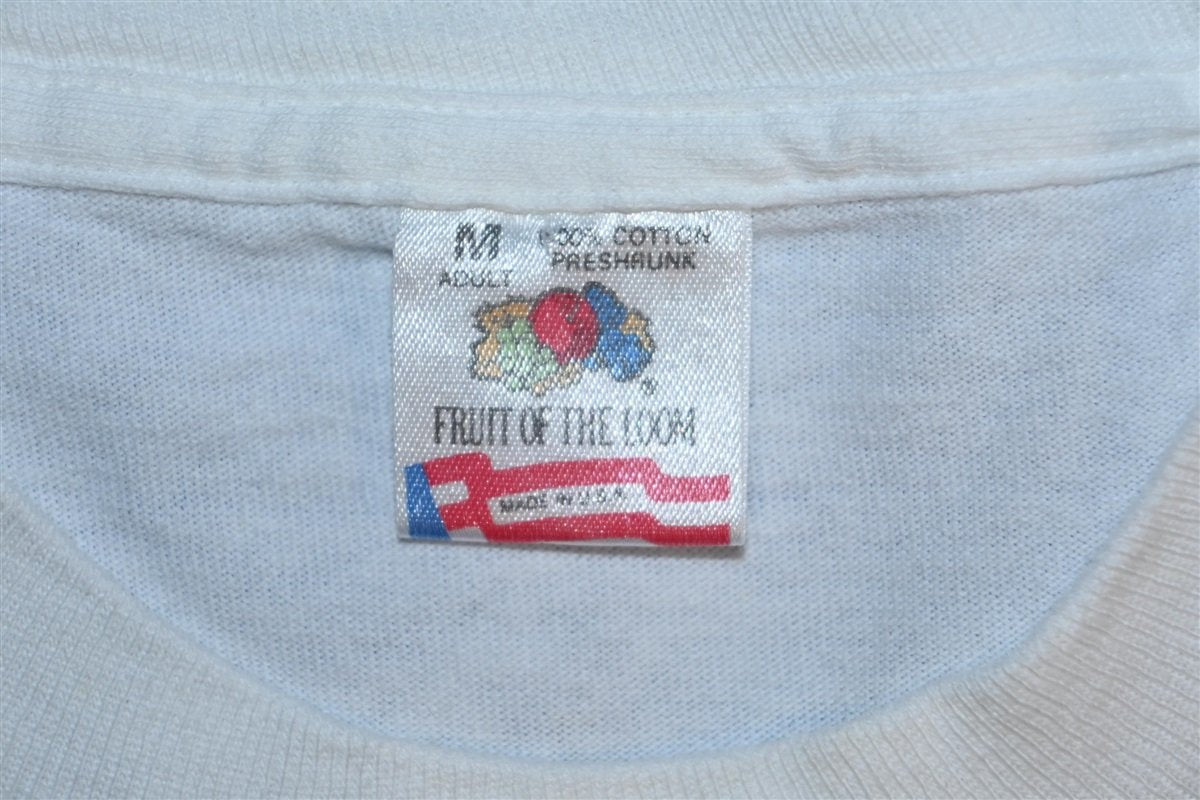 M 100% COTTON
ADULT PRESHRUNK
®
FRUIT OF THE LOOM
MADE IN U.S.A.